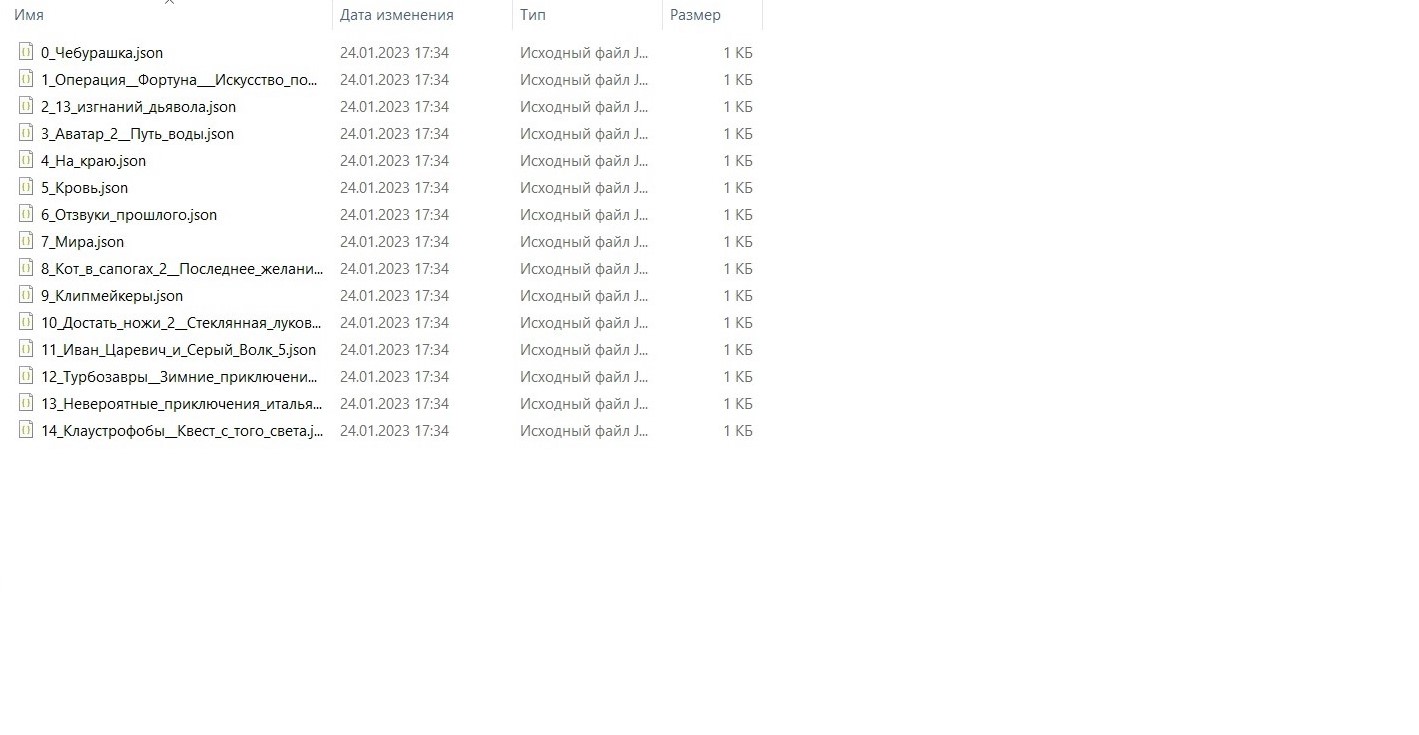 Имя Дата изменения Тип Размер
0_Чебурашка.json 24.01.2023 17:34 Исходный файл J... 1 КБ
1_Операция__Фортуна___Искусство_по... 24.01.2023 17:34 Исходный файл J... 1 КБ
2_13_изгнаний_дьявола.json 24.01.2023 17:34 Исходный файл J... 1 КБ
3_Аватар_2__Путь_воды.json 24.01.2023 17:34 Исходный файл J... 1 КБ
4_На_краю.json 24.01.2023 17:34 Исходный файл J... 1 КБ
5_Кровь.json 24.01.2023 17:34 Исходный файл J... 1 КБ
6_Отзвуки_прошлого.json 24.01.2023 17:34 Исходный файл J... 1 КБ
7_Мира.json 24.01.2023 17:34 Исходный файл J... 1 КБ
8_Кот_в_сапогах_2__Последнее_желани... 24.01.2023 17:34 Исходный файл J... 1 КБ
9_Клипмейкеры.json 24.01.2023 17:34 Исходный файл J... 1 КБ
10_Достать_ножи_2__Стеклянная_луков... 24.01.2023 17:34 Исходный файл J... 1 КБ
11_Иван_Царевич_и_Серый_Волк_5.json 24.01.2023 17:34 Исходный файл J... 1 КБ
12_Турбозавры__Зимние_приключени... 24.01.2023 17:34 Исходный файл J... 1 КБ
13_Невероятные_приключения_италья... 24.01.2023 17:34 Исходный файл J... 1 КБ
14_Клаустрофобы__Квест_с_того_света.j... 24.01.2023 17:34 Исходный файл J... 1 КБ